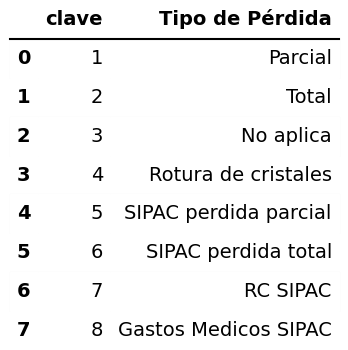 clave Tipo de Pérdida
0 1 Parcial
1 2 Total
2 3 No aplica
3 4 Rotura de cristales
4 5 SIPAC perdida parcial
5 6 SIPAC perdida total
6 7 RC SIPAC
7 8 Gastos Medicos SIPAC